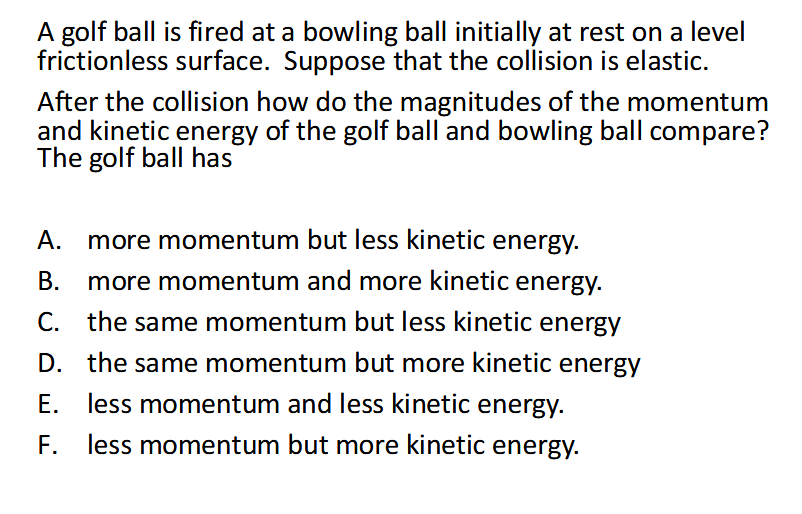 A golf ball is fired at a bowling ball initially at rest on a level
frictionless surface.  Suppose that the collision is elastic.
After the collision how do the magnitudes of the momentum
and kinetic energy of the golf ball and bowling ball compare?
The golf ball has
A. more momentum but less kinetic energy.
B. more momentum and more kinetic energy.
C. the same momentum but less kinetic energy
D. the same momentum but more kinetic energy
E. less momentum and less kinetic energy.
F. less momentum but more kinetic energy.